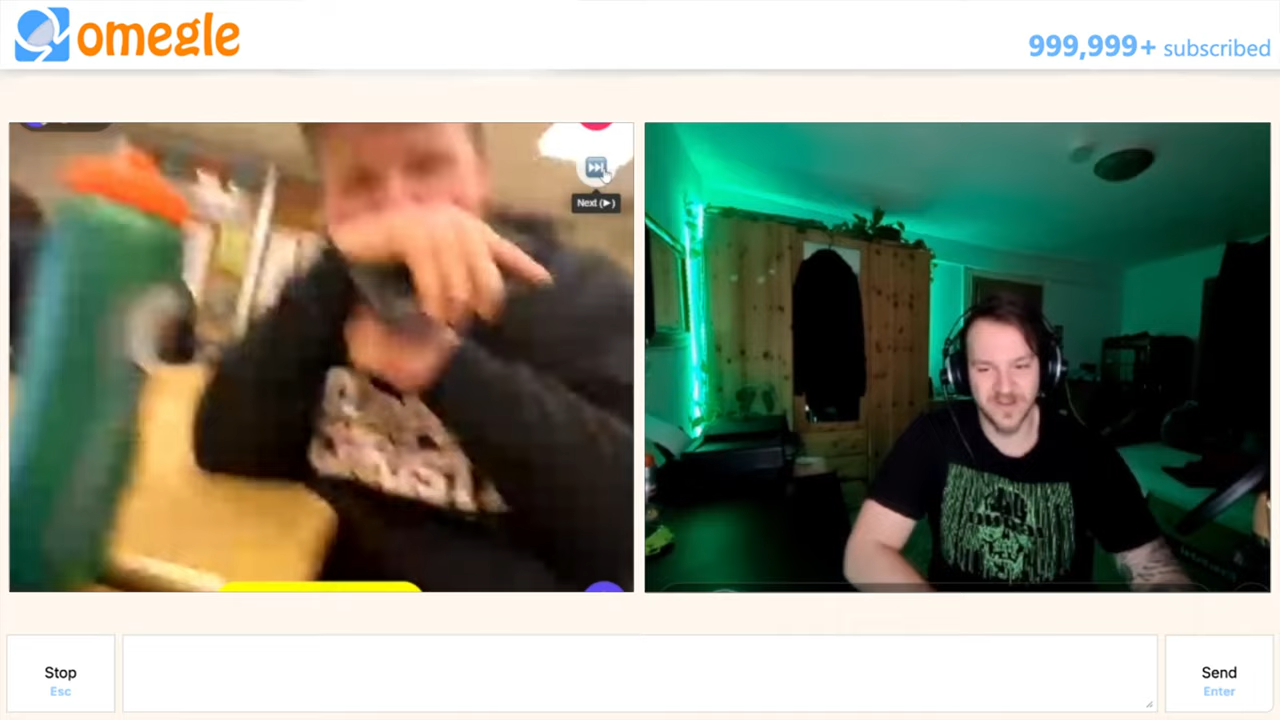 omegle
999,999+ subscribed
Next (▶)
Stop
Esc
Send
Enter